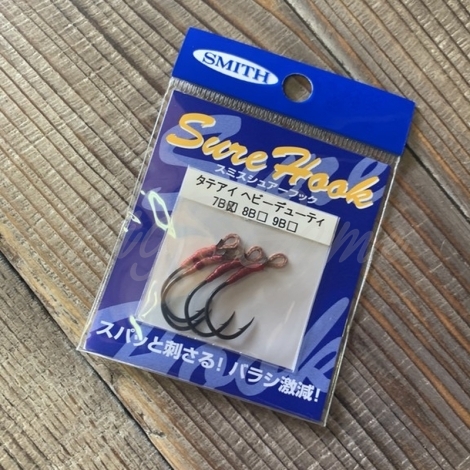 SMITH
Sure Hook
スミスシュアーフック
タテアイ ヘビーデューティ
7B☑ 8B□ 9B□
スパッと刺さる！バラシ激減！